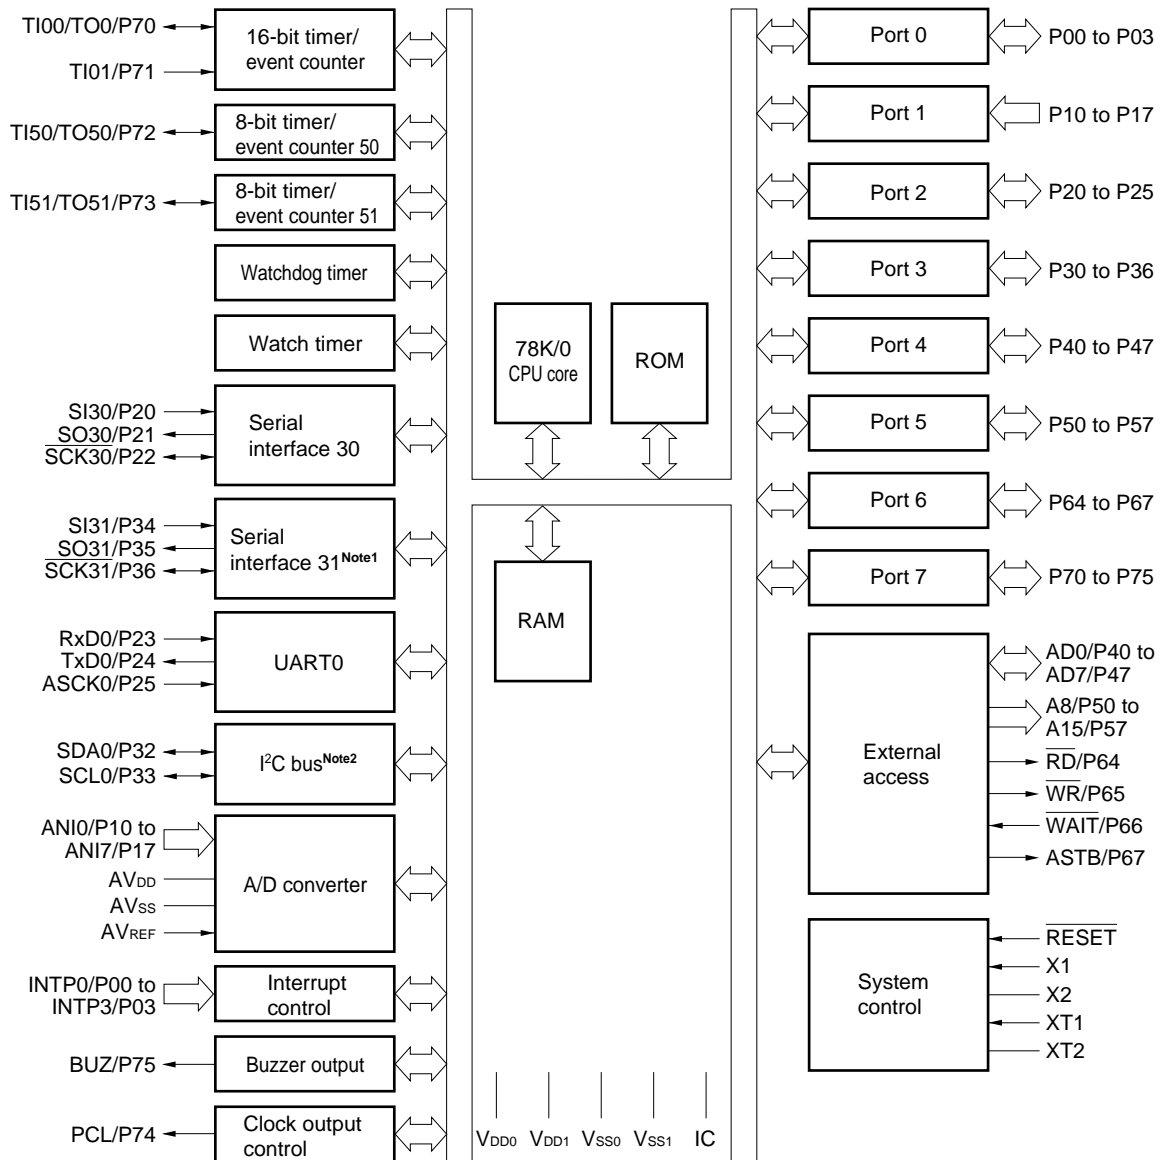 TI00/TO0/P70
TI01/P71
16-bit timer/
event counter
TI50/TO50/P72
8-bit timer/
event counter 50
TI51/TO51/P73
8-bit timer/
event counter 51
Watchdog timer
Watch timer
SI30/P20
SO30/P21
SCK30/P22
Serial
interface 30
SI31/P34
SO31/P35
SCK31/P36
Serial
interface 31Note1
RxD0/P23
TxD0/P24
ASCK0/P25
UART0
SDA0/P32
SCL0/P33
I²C busNote2
ANI0/P10 to
ANI7/P17
AVDD
AVSS
AVREF
A/D converter
INTP0/P00 to
INTP3/P03
Interrupt
control
BUZ/P75
Buzzer output
PCL/P74
Clock output
control
78K/0
CPU core
ROM
RAM
VDD0 VDD1 VSS0 VSS1 IC
Port 0
P00 to P03
Port 1
P10 to P17
Port 2
P20 to P25
Port 3
P30 to P36
Port 4
P40 to P47
Port 5
P50 to P57
Port 6
P64 to P67
Port 7
P70 to P75
External
access
AD0/P40 to
AD7/P47
A8/P50 to
A15/P57
RD/P64
WR/P65
WAIT/P66
ASTB/P67
System
control
RESET
X1
X2
XT1
XT2